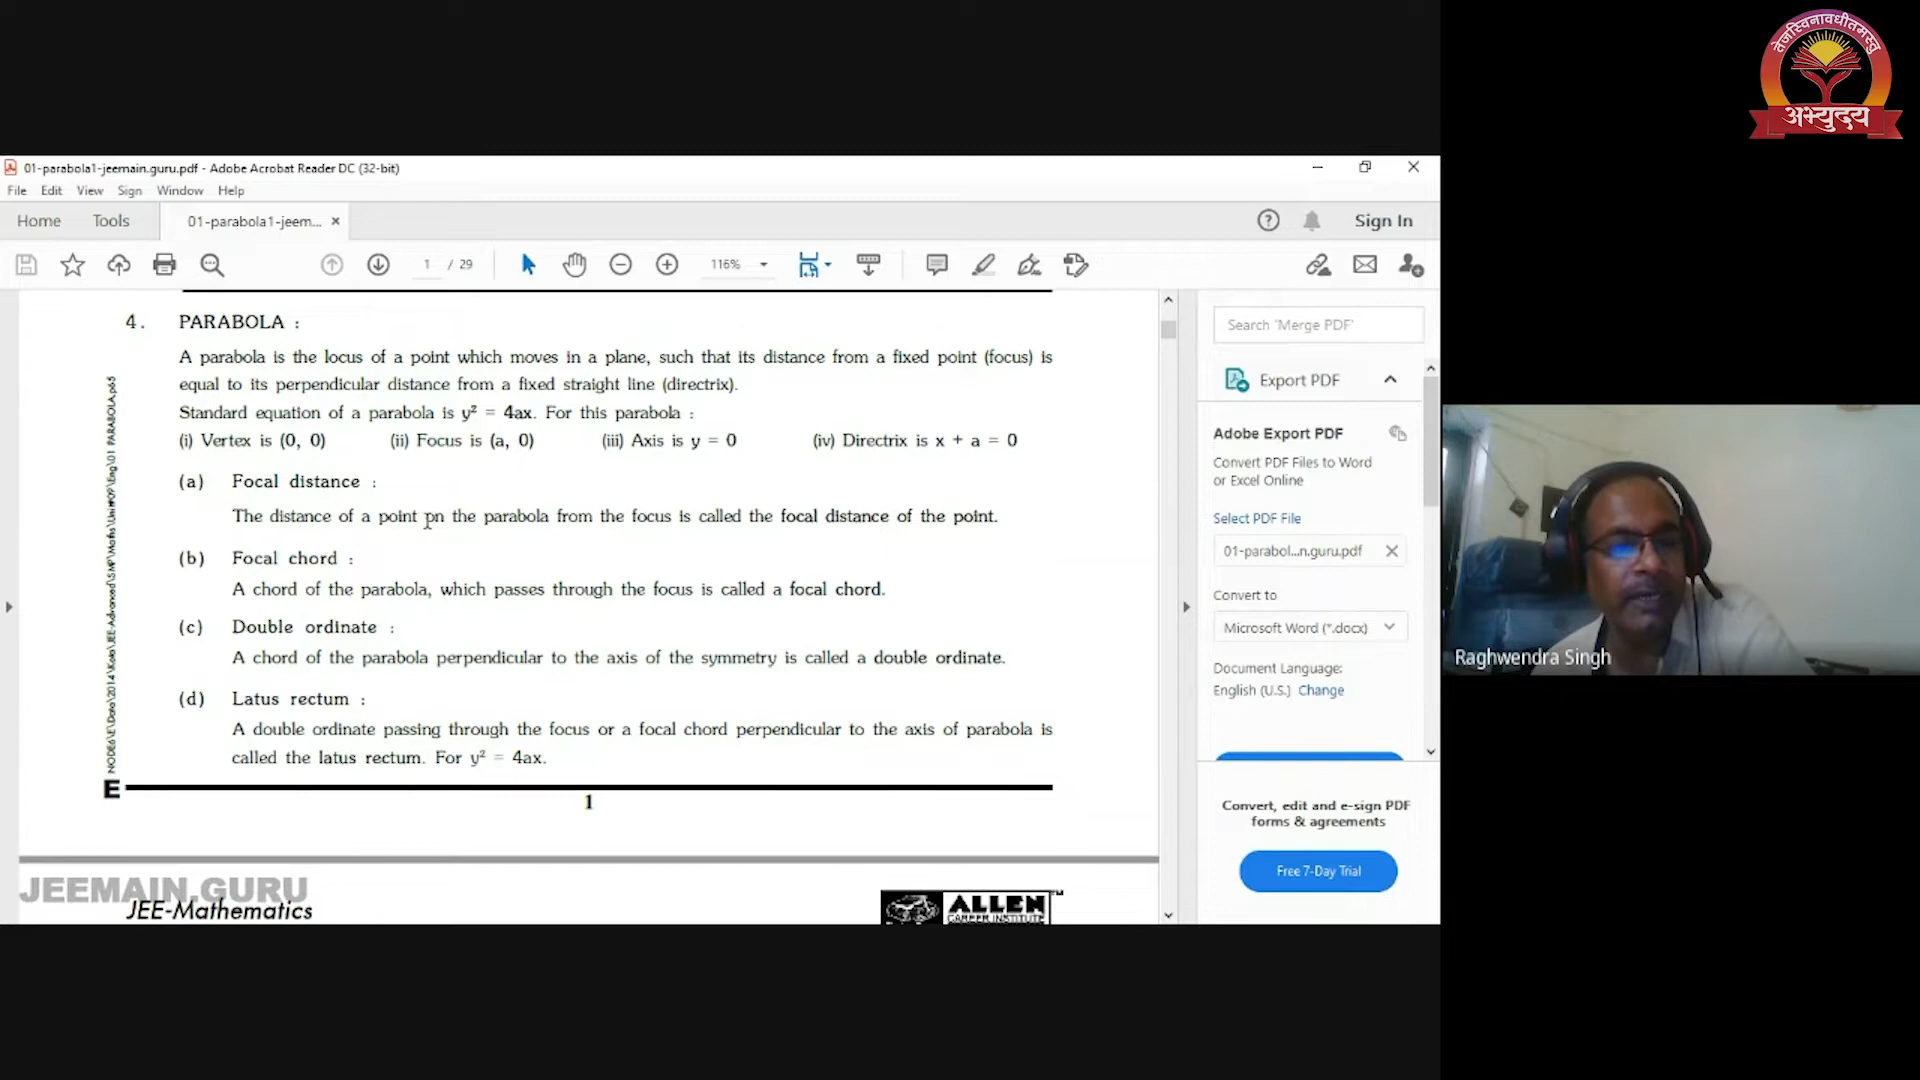 तेजस्विनावधीतमस्तु
अभ्युदय
01-parabola1-jeemain.guru.pdf - Adobe Acrobat Reader DC (32-bit)
File Edit View Sign Window Help
Home Tools 01-parabola1-jeem... × Sign In
1 / 29 116%
4. PARABOLA :
A parabola is the locus of a point which moves in a plane, such that its distance from a fixed point (focus) is
equal to its perpendicular distance from a fixed straight line (directrix).
Standard equation of a parabola is y² = 4ax. For this parabola :
(i) Vertex is (0, 0) (ii) Focus is (a, 0) (iii) Axis is y = 0 (iv) Directrix is x + a = 0
(a) Focal distance :
The distance of a point on the parabola from the focus is called the focal distance of the point.
(b) Focal chord :
A chord of the parabola, which passes through the focus is called a focal chord.
(c) Double ordinate :
A chord of the parabola perpendicular to the axis of the symmetry is called a double ordinate.
(d) Latus rectum :
A double ordinate passing through the focus or a focal chord perpendicular to the axis of parabola is
called the latus rectum. For y² = 4ax.
E
1
JEEMAIN.GURU
JEE-Mathematics
ALLEN
CAREER INSTITUTE
Search 'Merge PDF'
Export PDF
Adobe Export PDF
Convert PDF Files to Word
or Excel Online
Select PDF File
01-parabol...n.guru.pdf
Convert to
Microsoft Word (*.docx)
Document Language:
English (U.S.) Change
Convert, edit and e-sign PDF
forms & agreements
Free 7-Day Trial
Raghwendra Singh